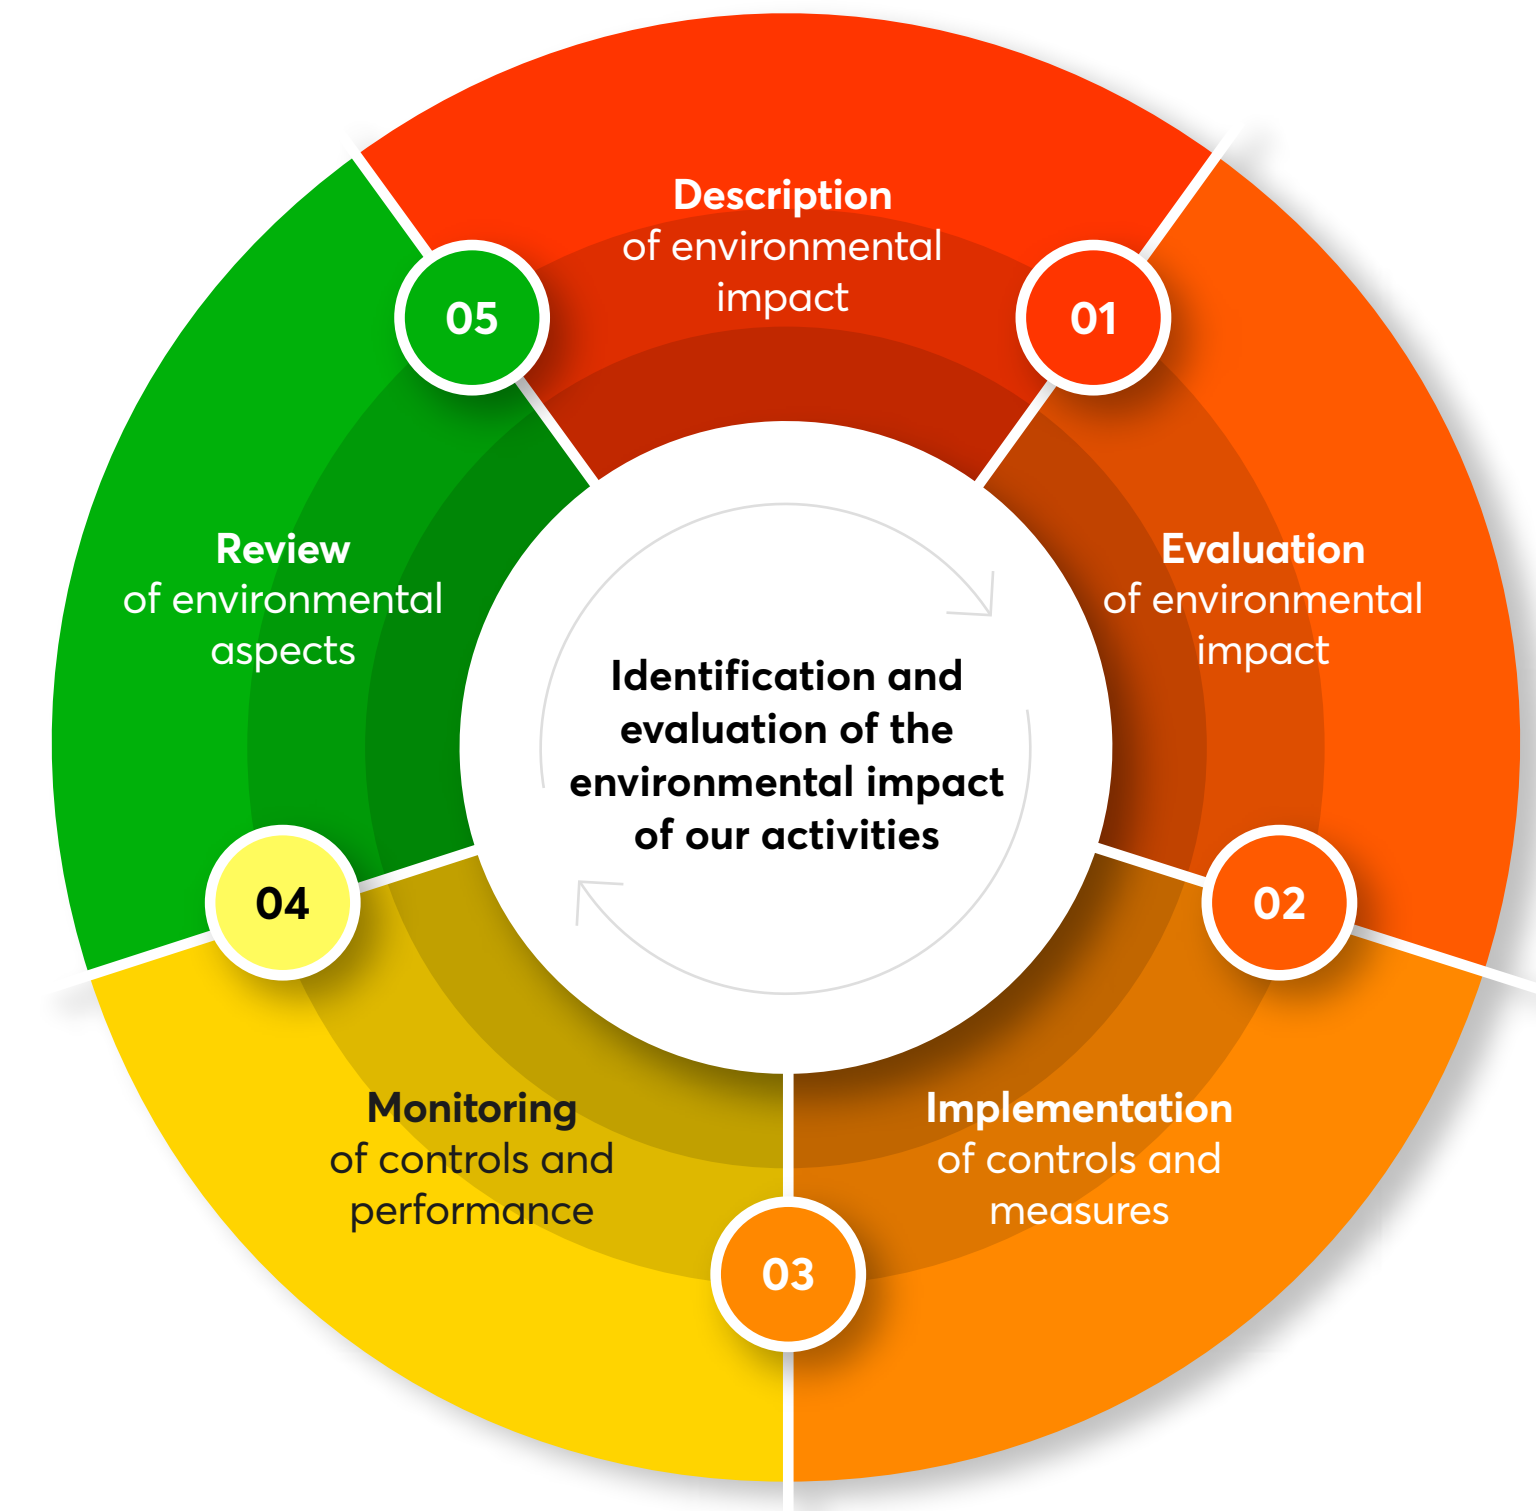 Description
of environmental
impact
01
Evaluation
of environmental
impact
02
Implementation
of controls and
measures
03
Monitoring
of controls and
performance
04
Review
of environmental
aspects
05
Identification and
evaluation of the
environmental impact
of our activities